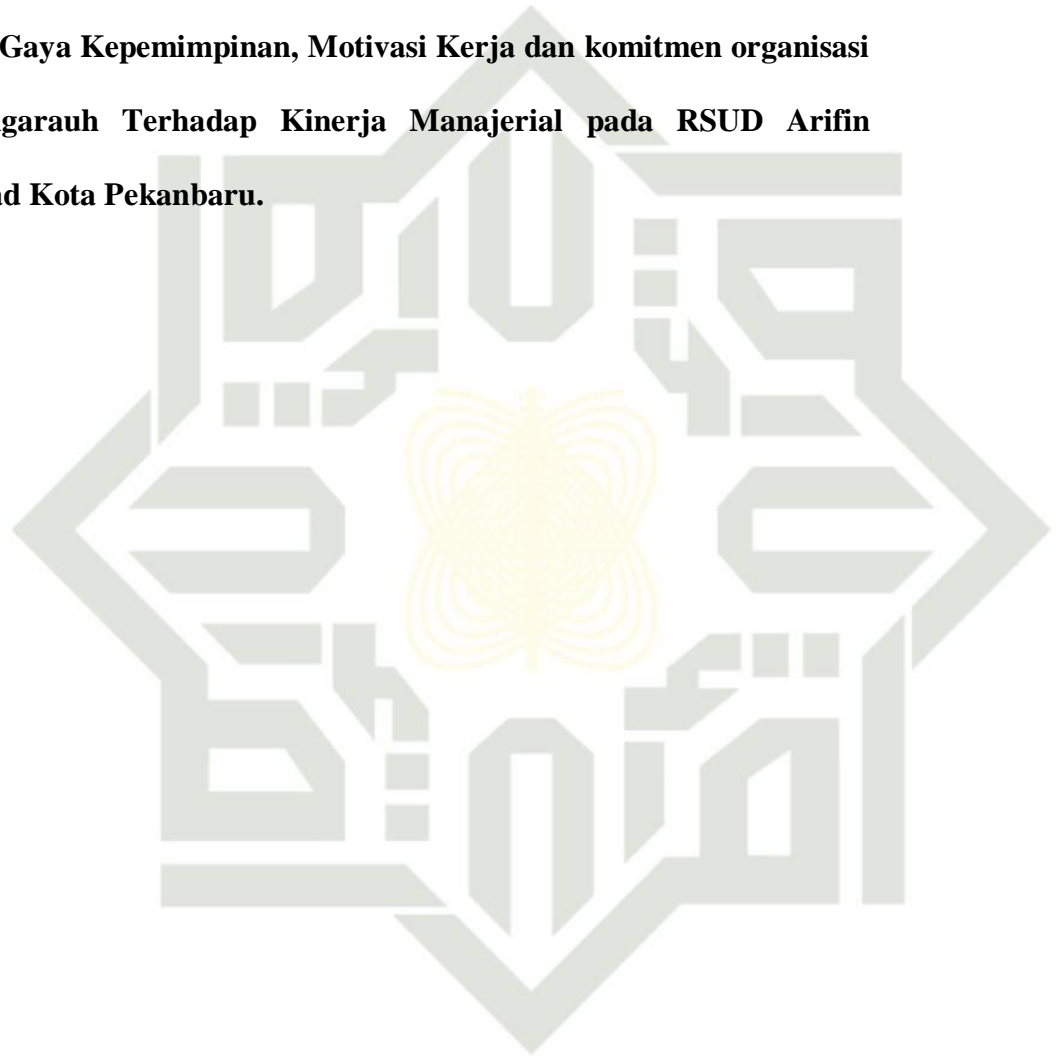 Gaya Kepemimpinan, Motivasi Kerja dan komitmen organisasi
garauh Terhadap Kinerja Manajerial pada RSUD Arifin
Kota Pekanbaru.